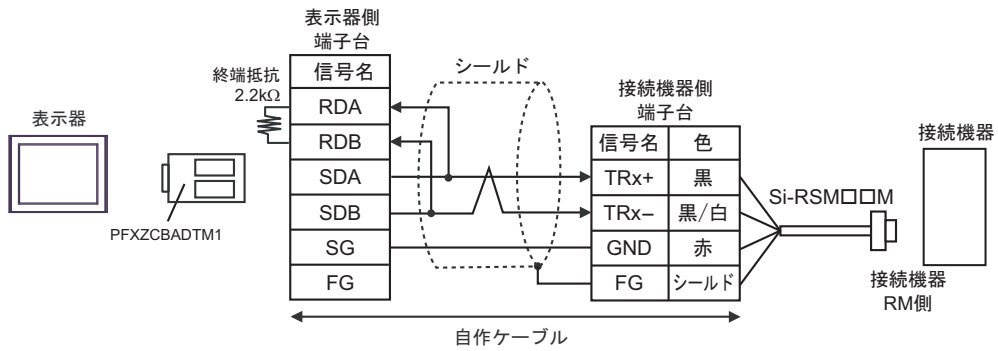 表示器
PFXZCBADTM1
終端抵抗
2.2kΩ
表示器側
端子台
信号名
RDA
RDB
SDA
SDB
SG
FG
シールド
接続機器側
端子台
信号名 色
TRx+ 黒
TRx− 黒/白
GND 赤
FG シールド
Si-RSM□□M
接続機器
接続機器
RM側
自作ケーブル